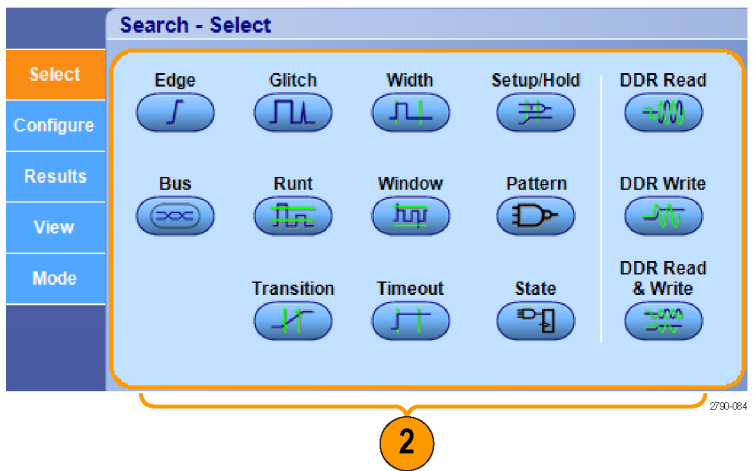 Search - Select
Select
Configure
Results
View
Mode
Edge
Glitch
Width
Setup/Hold
DDR Read
Bus
Runt
Window
Pattern
DDR Write
Transition
Timeout
State
DDR Read
& Write
2790-084
2